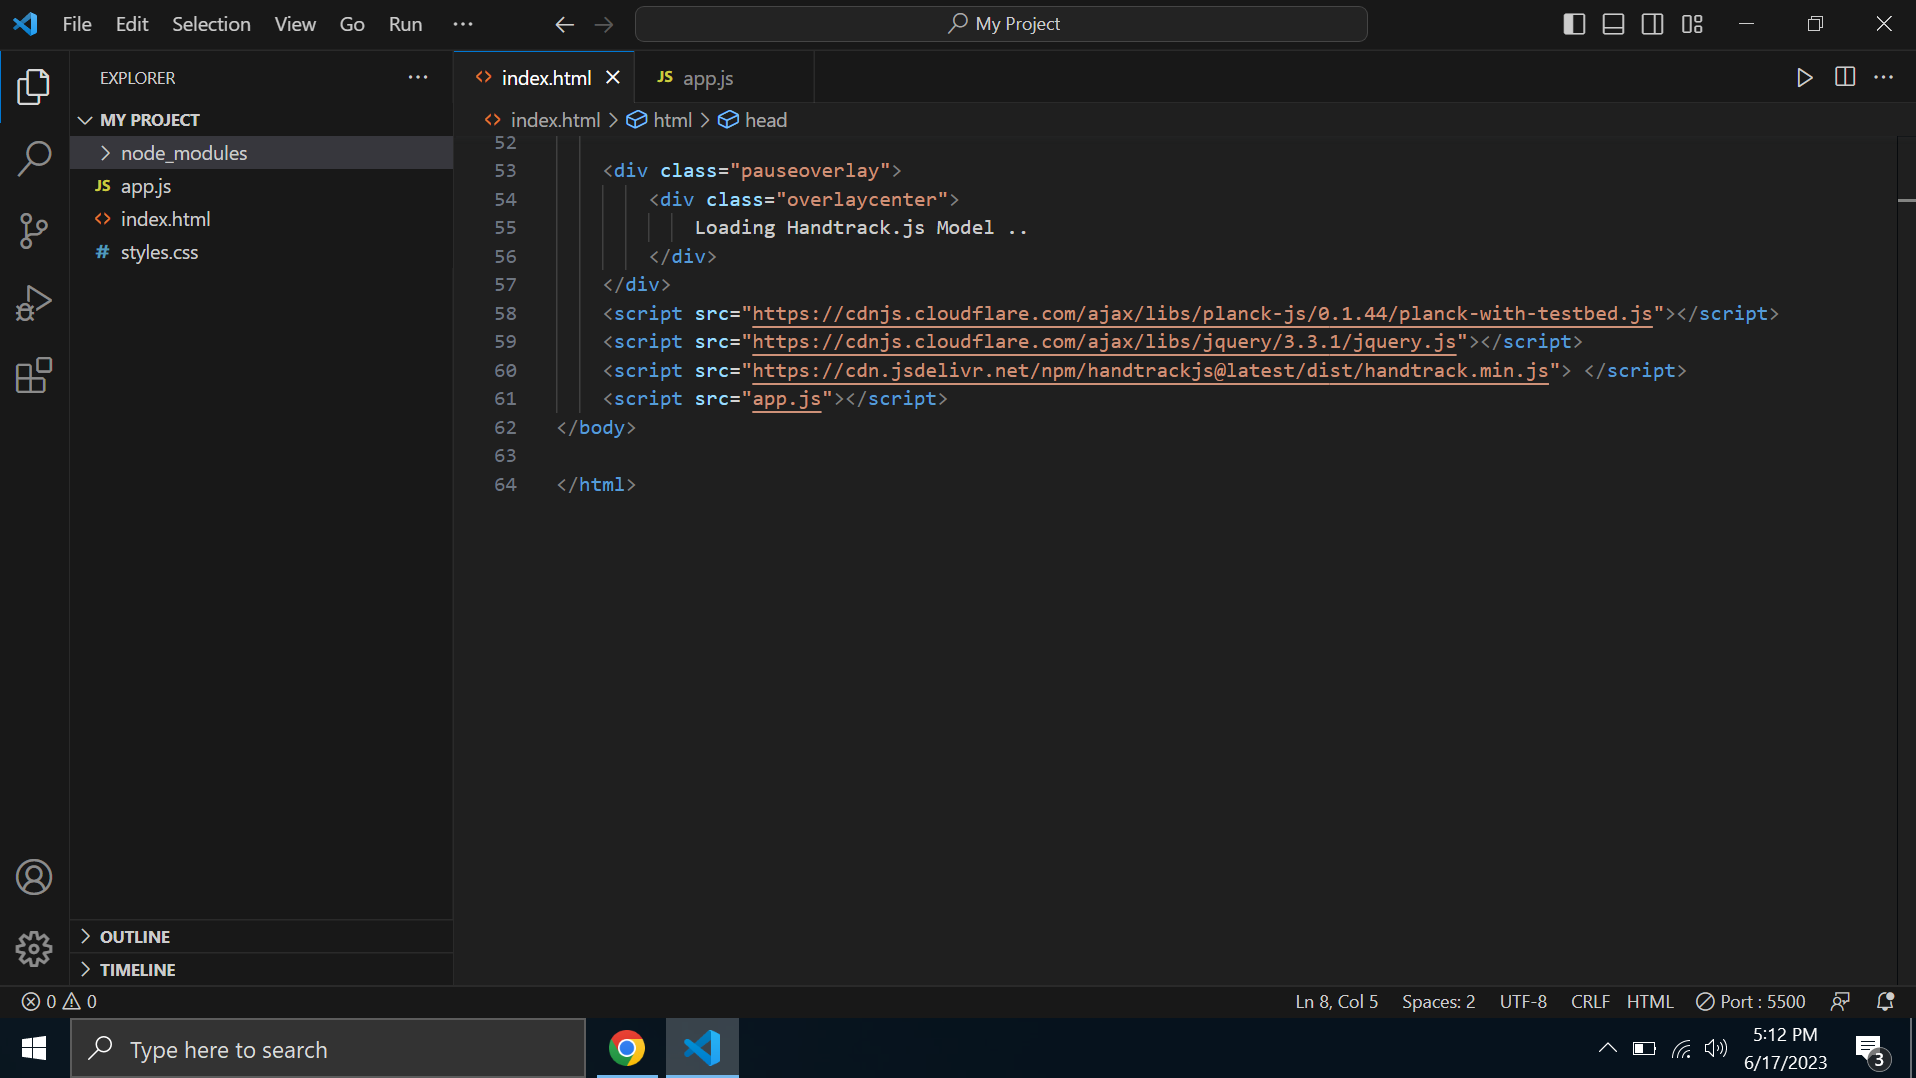 File Edit Selection View Go Run ··· My Project
EXPLORER ···
MY PROJECT
node_modules
JS app.js
<> index.html
# styles.css
OUTLINE
TIMELINE
<> index.html JS app.js
<> index.html > html > head
52
53 <div class="pauseoverlay">
54 <div class="overlaycenter">
55 Loading Handtrack.js Model ..
56 </div>
57 </div>
58 <script src="https://cdnjs.cloudflare.com/ajax/libs/planck-js/0.1.44/planck-with-testbed.js"></script>
59 <script src="https://cdnjs.cloudflare.com/ajax/libs/jquery/3.3.1/jquery.js"></script>
60 <script src="https://cdn.jsdelivr.net/npm/handtrackjs@latest/dist/handtrack.min.js"> </script>
61 <script src="app.js"></script>
62 </body>
63
64 </html>
0 0 Ln 8, Col 5 Spaces: 2 UTF-8 CRLF HTML Port : 5500
Type here to search
5:12 PM
6/17/2023
3